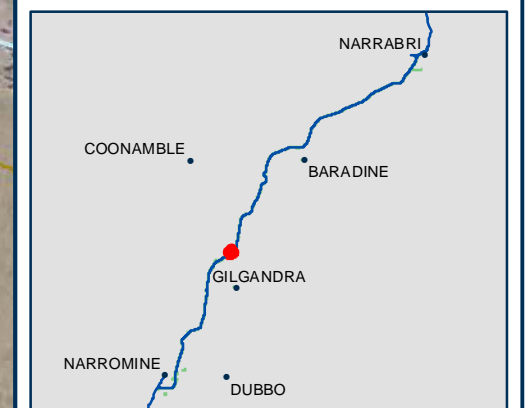 NARRABRI
COONAMBLE
BARADINE
GILGANDRA
NARROMINE
DUBBO